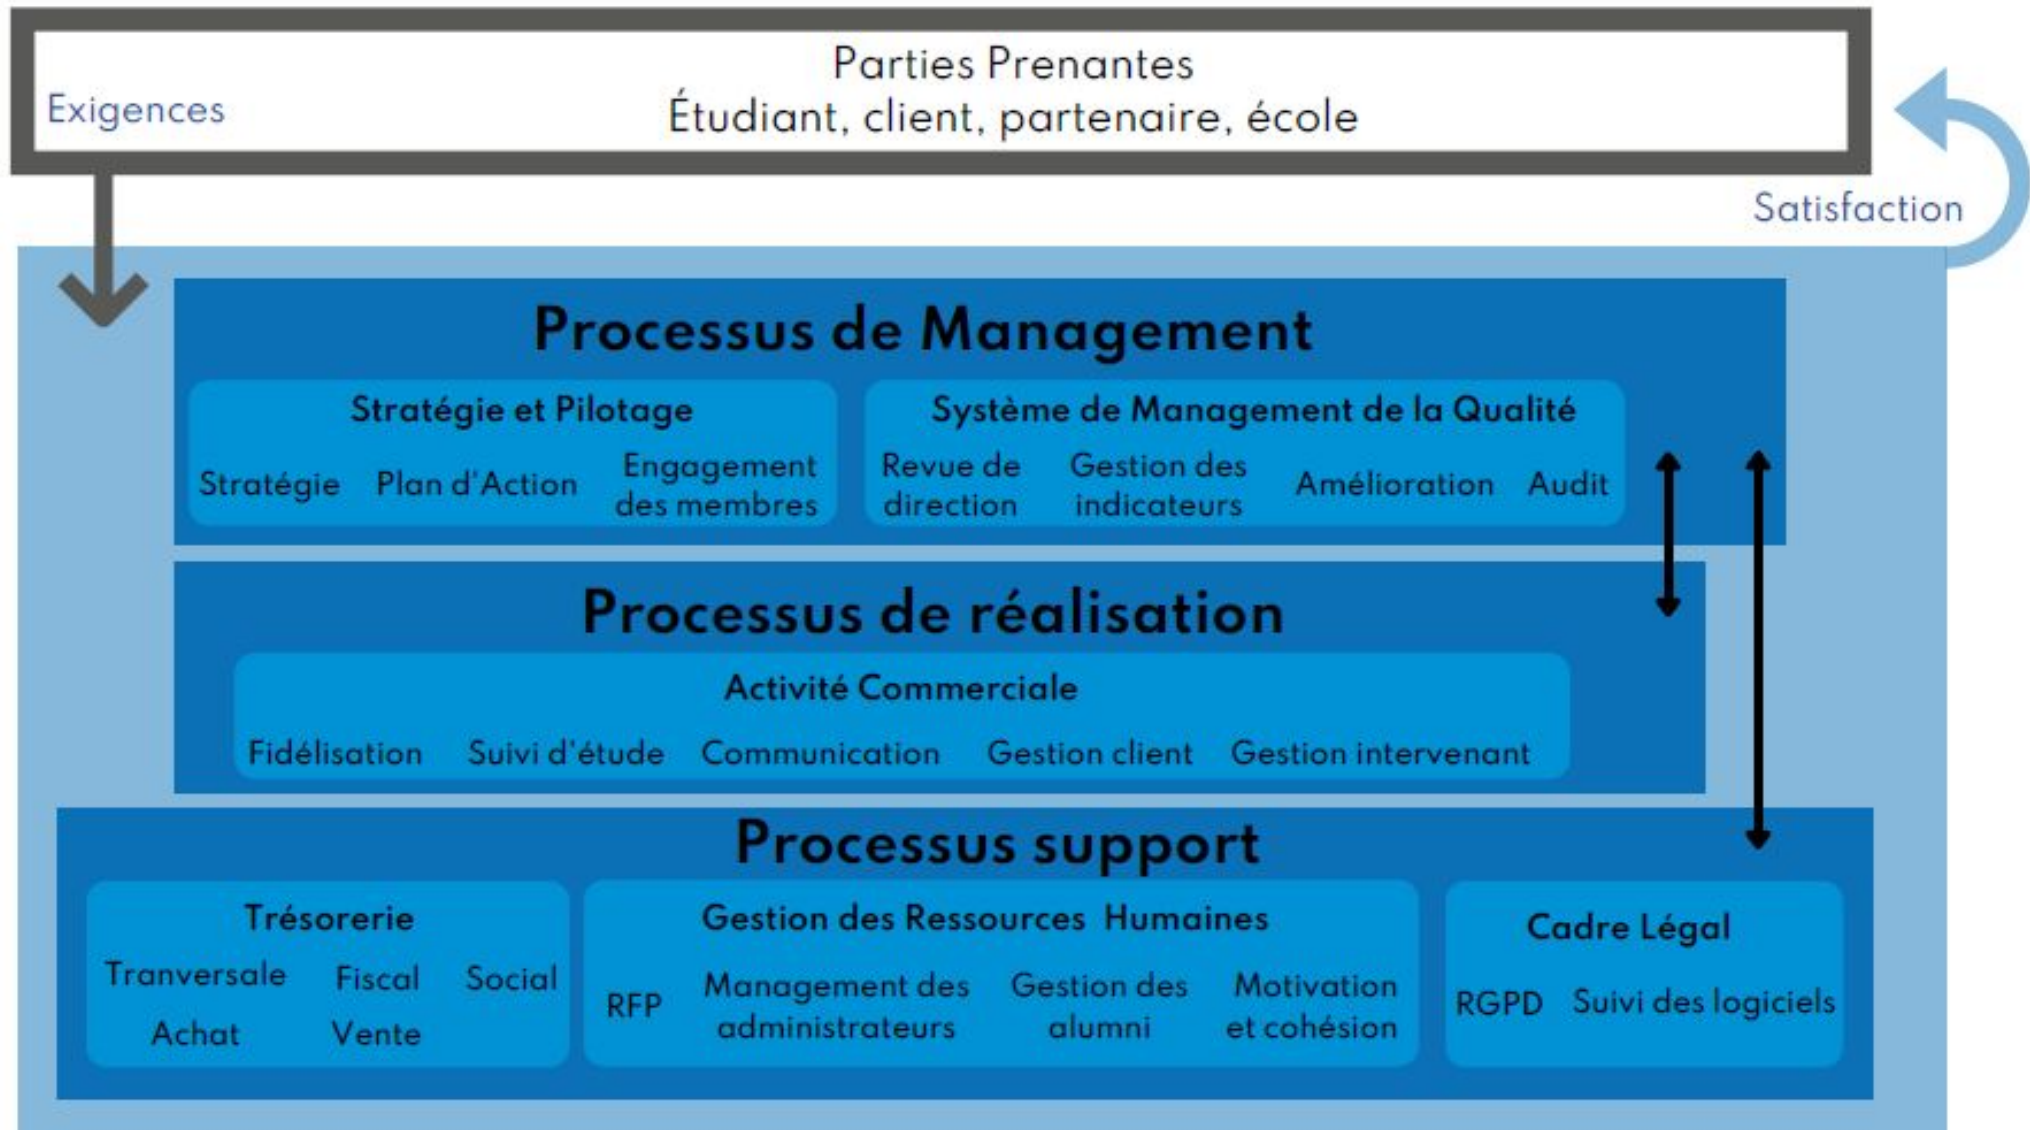 Parties Prenantes
Exigences
Étudiant, client, partenaire, école
Satisfaction
Processus de Management
Stratégie et Pilotage
Stratégie
Plan d'Action
Engagement
des membres
Système de Management de la Qualité
Revue de
direction
Gestion des
indicateurs
Amélioration
Audit
Processus de réalisation
Activité Commerciale
Fidélisation
Suivi d'étude
Communication
Gestion client
Gestion intervenant
Processus support
Trésorerie
Tranversale
Fiscal
Social
Achat
Vente
Gestion des Ressources Humaines
RFP
Management des
administrateurs
Gestion des
alumni
Motivation
et cohésion
Cadre Légal
RGPD
Suivi des logiciels